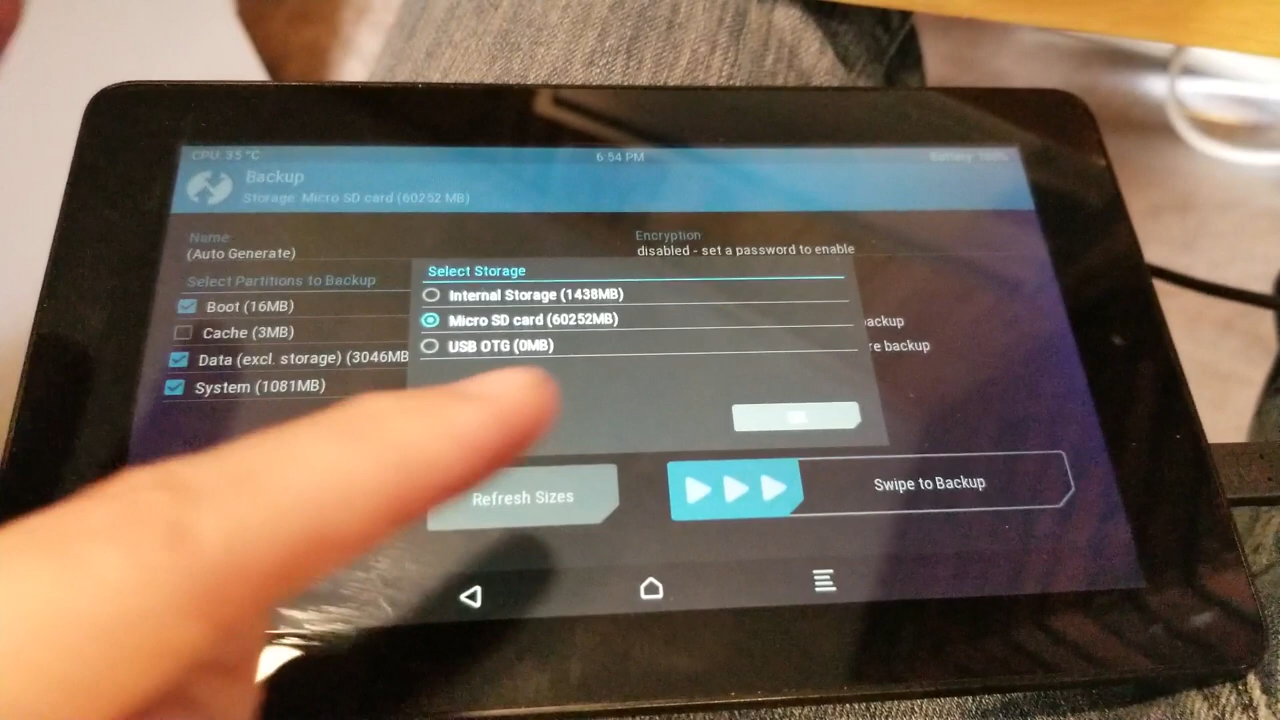 CPU: 35 °C
6:54 PM
Backup
Storage: Micro SD card (60252 MB)
Name
(Auto Generate)
Encryption
disabled - set a password to enable
Select Partitions to Backup
Boot (16MB)
Cache (3MB)
Data (excl. storage) (3046MB
System (1081MB)
Select Storage
Internal Storage (1438MB)
Micro SD card (60252MB)
USB OTG (0MB)
ackup
re backup
Refresh Sizes
Swipe to Backup